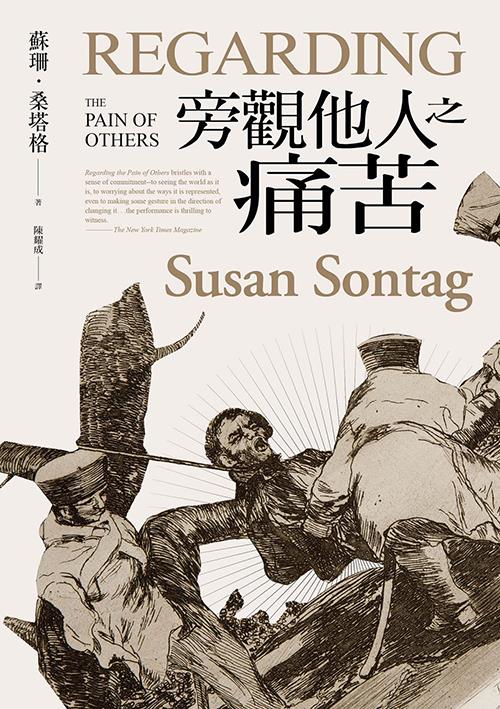 REGARDING
THE
PAIN OF
OTHERS
旁觀他人之
痛苦
Regarding the Pain of Others bristles with a
sense of commitment--to seeing the world as it
is, to worrying about the ways it is represented,
even to making some gesture in the direction of
changing it. . .the performance is thrilling to
witness.
The New York Times Magazine
Susan Sontag
蘇珊・桑塔格——著
陳耀成——譯